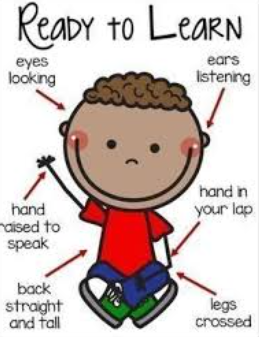 READY TO LEARN
eyes
looking
ears
listening
hand
raised to
speak
hand in
your lap
back
straight
and tall
legs
crossed